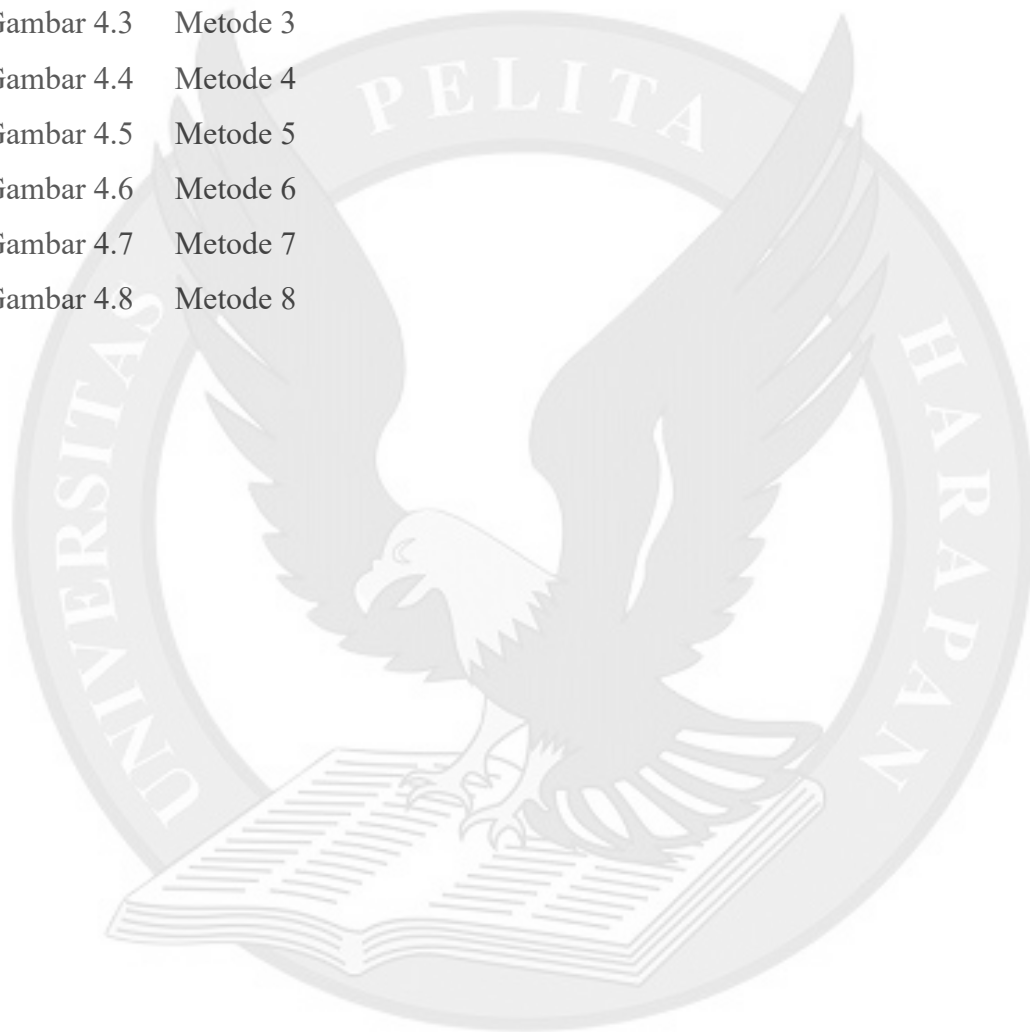 Gambar 4.3 Metode 3
Gambar 4.4 Metode 4
Gambar 4.5 Metode 5
Gambar 4.6 Metode 6
Gambar 4.7 Metode 7
Gambar 4.8 Metode 8
UNIVERSITAS PELITA HARAPAN